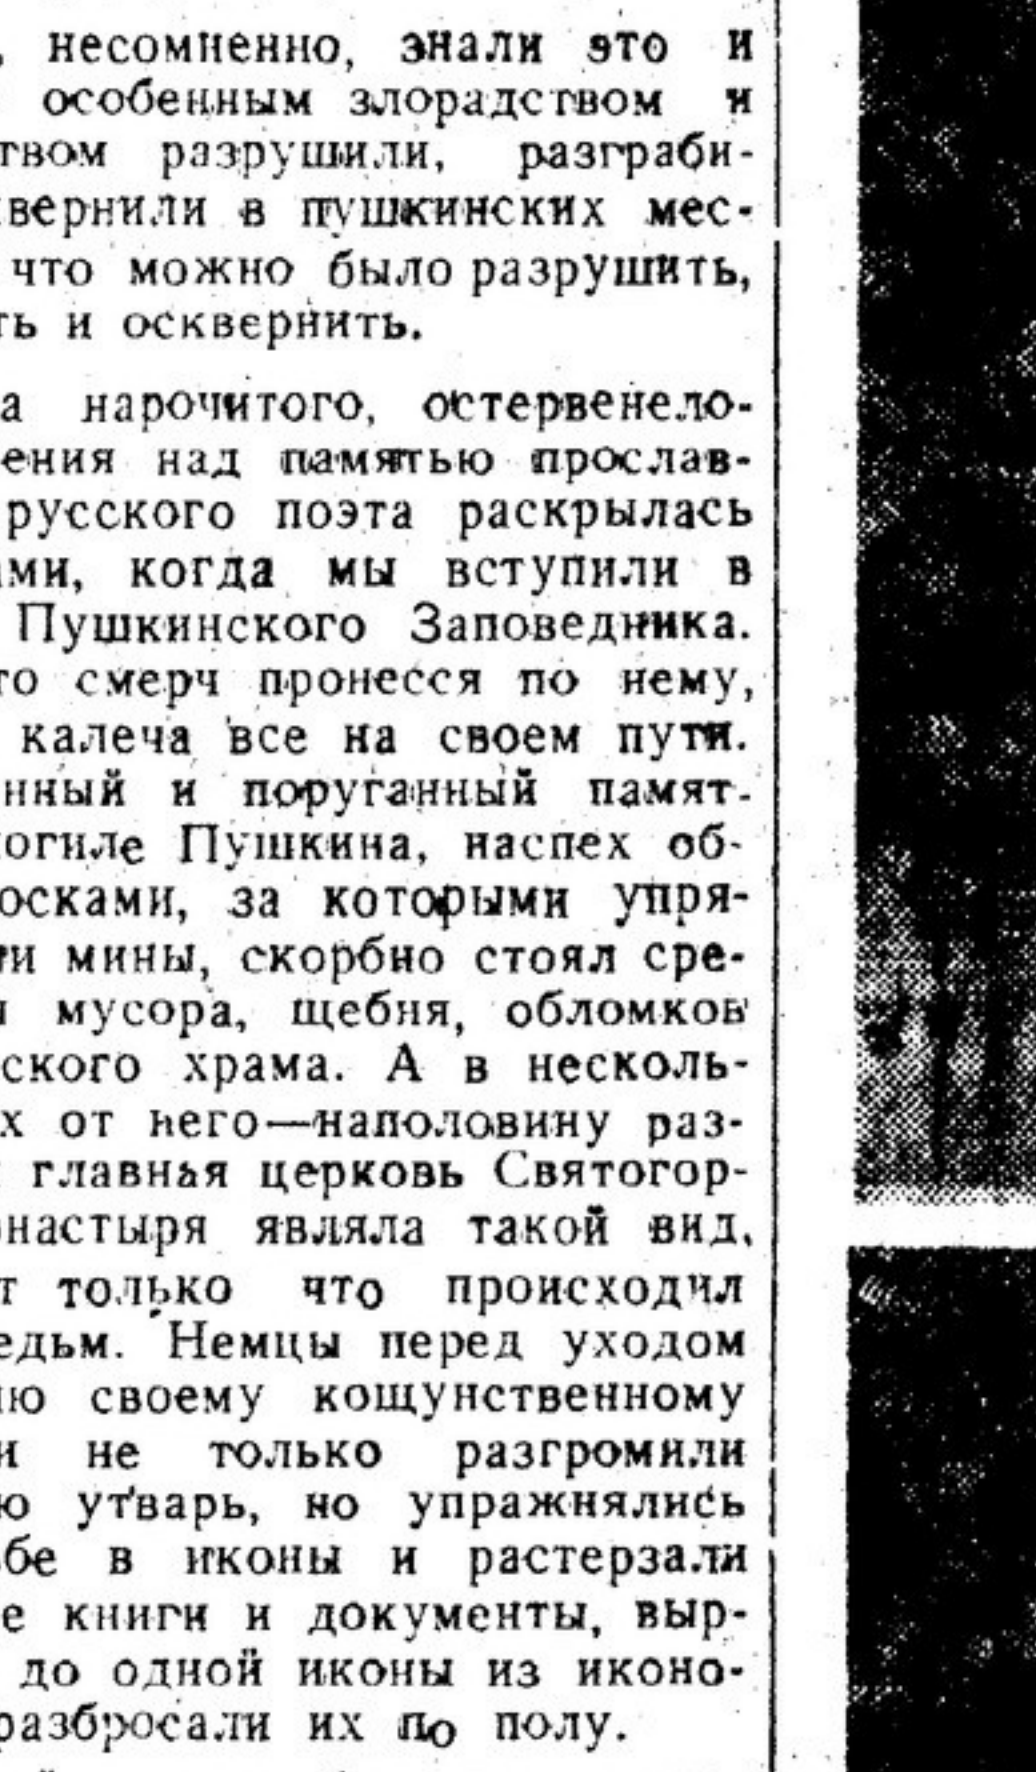 , несомненно, знали это и
особенным злорадством и
твом разрушили, разграби-
вернили в пушкинских мес-
что можно было разрушить,
ть и осквернить.
а нарочитого, остервенело-
ения над памятью прослав-
русского поэта раскрылась
ами, когда мы вступили в
Пушкинского Заповедника.
то смерч пронесся по нему,
калеча все на своем пути.
нный и поруганный памят-
огиле Пушкина, наспех об-
осками, за которыми упря-
ти мины, скорбно стоял сре-
и мусора, щебня, обломков
ского храма. А в несколь-
х от него—наполовину раз-
главная церковь Святогор-
онастыря являла такой вид,
т только что происходил
едьм. Немцы перед уходом
ию своему кощунственному
и не только разгромили
ю утварь, но упражнялись
бе в иконы и растерзали
е книги и документы, выр-
до одной иконы из иконо-
разбросали их по полу.